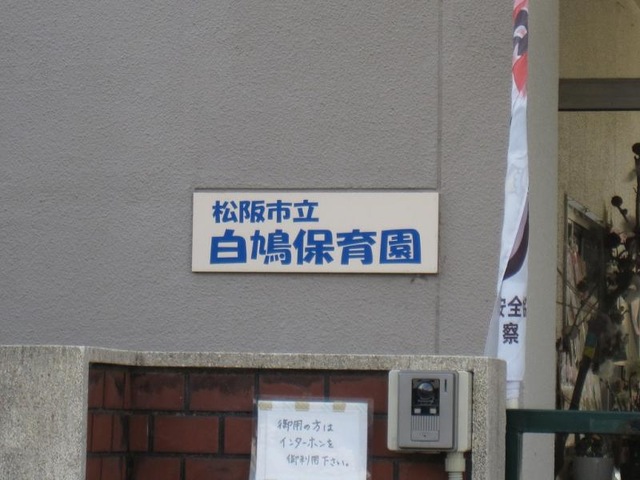 松阪市立
白鳩保育園
安全
察
御用の方は
インターホンを
御利用下さい。